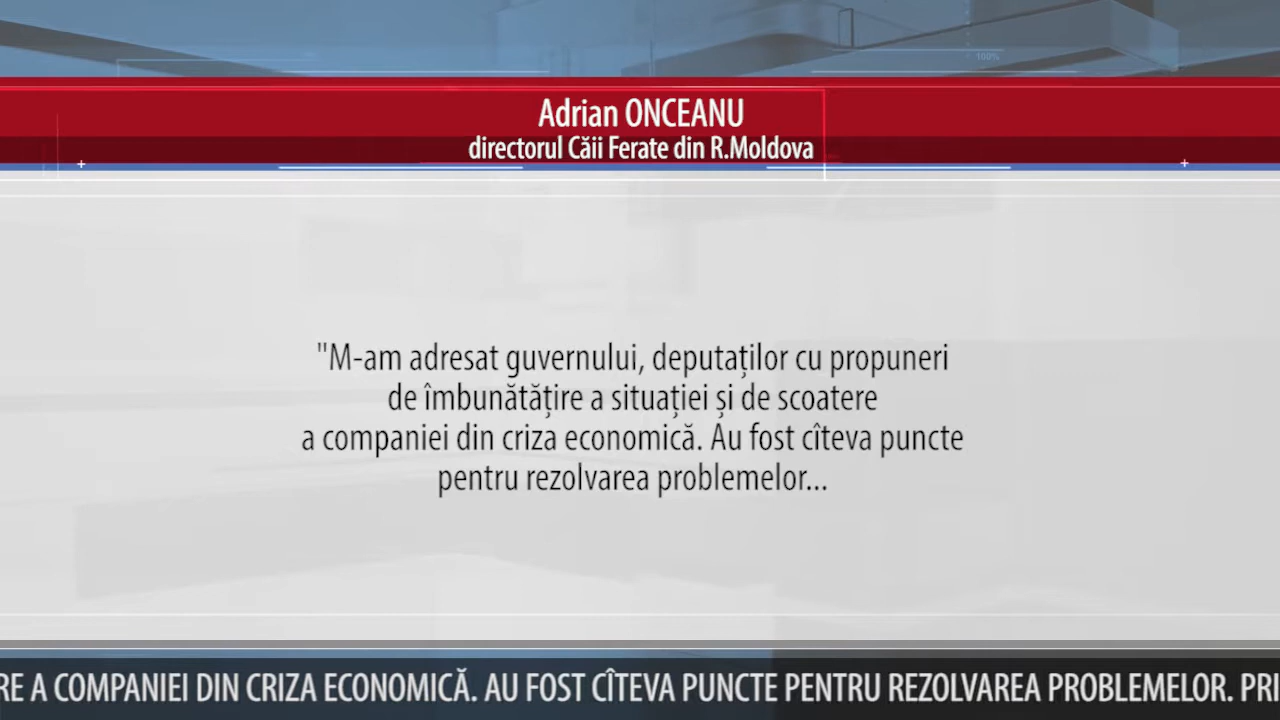 100%
Adrian ONCEANU
directorul Căii Ferate din R.Moldova
"M-am adresat guvernului, deputaților cu propuneri
de îmbunătățire a situației și de scoatere
a companiei din criza economică. Au fost cîteva puncte
pentru rezolvarea problemelor...
RE A COMPANIEI DIN CRIZA ECONOMICĂ. AU FOST CÎTEVA PUNCTE PENTRU REZOLVAREA PROBLEMELOR. PRI